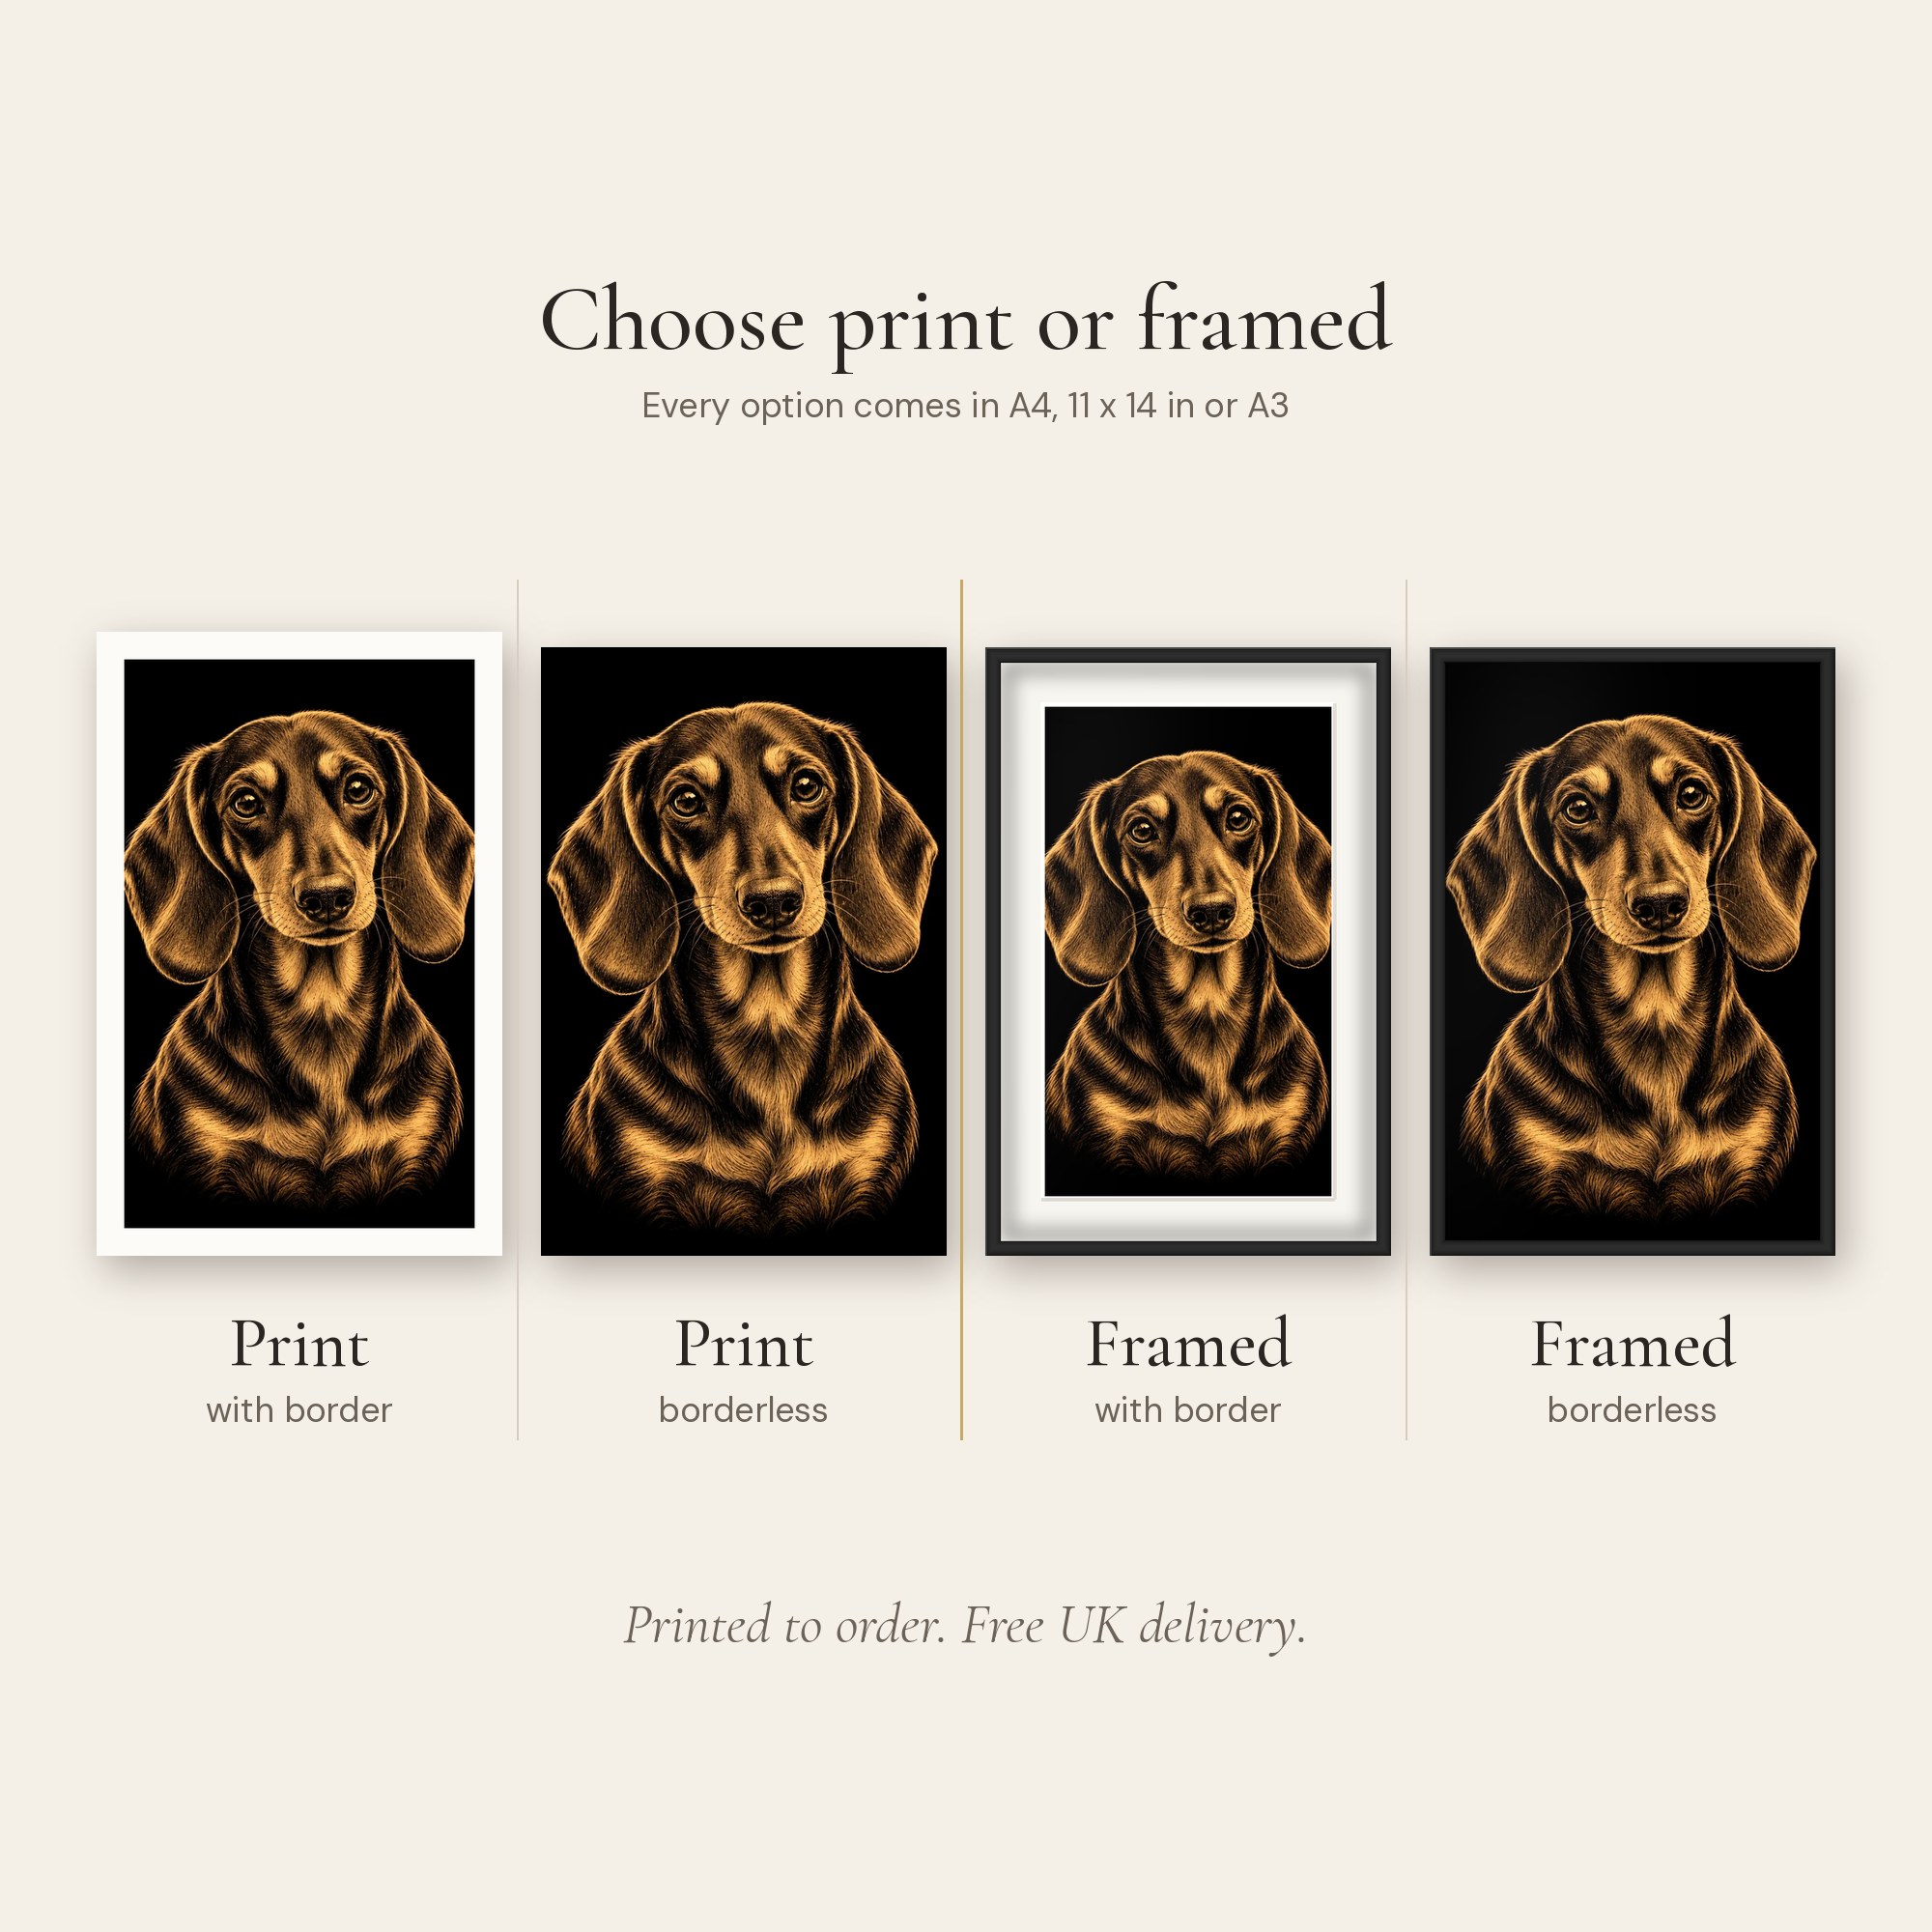 Choose print or framed
Every option comes in A4, 11 x 14 in or A3
Print
with border
Print
borderless
Framed
with border
Framed
borderless
Printed to order. Free UK delivery.